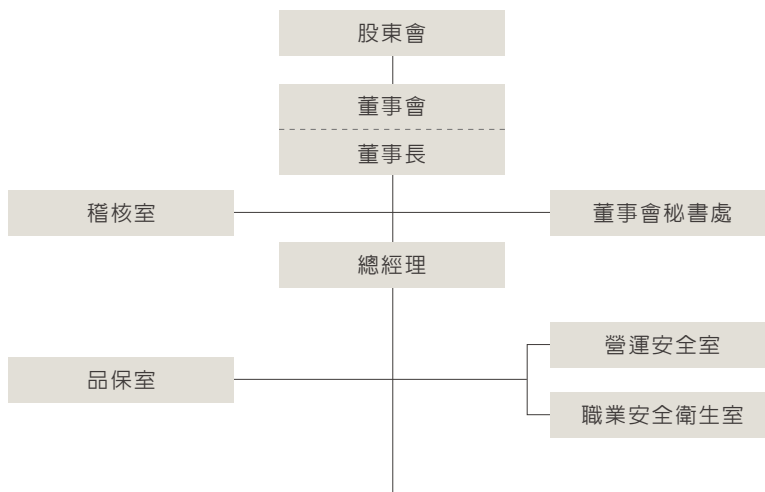 股東會
董事會
董事長
稽核室
董事會秘書處
總經理
營運安全室
品保室
職業安全衛生室